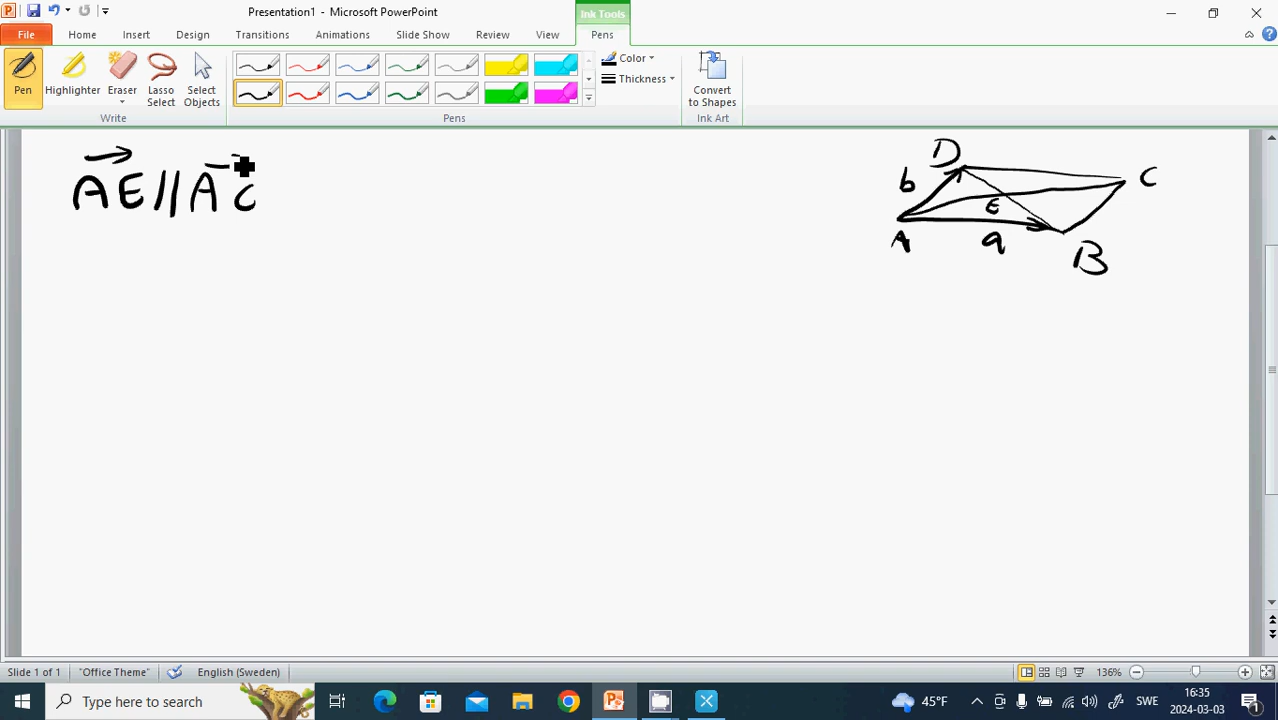 Presentation1 - Microsoft PowerPoint
Ink Tools
File Home Insert Design Transitions Animations Slide Show Review View Pens
Pen Highlighter Eraser Lasso Select Select Objects
Color
Thickness
Convert to Shapes
Write Pens Ink Art
AE // AC
D
b
C
E
A
a
B
Slide 1 of 1 "Office Theme" English (Sweden) 136%
Type here to search
45°F
SWE
16:35
2024-03-03
1